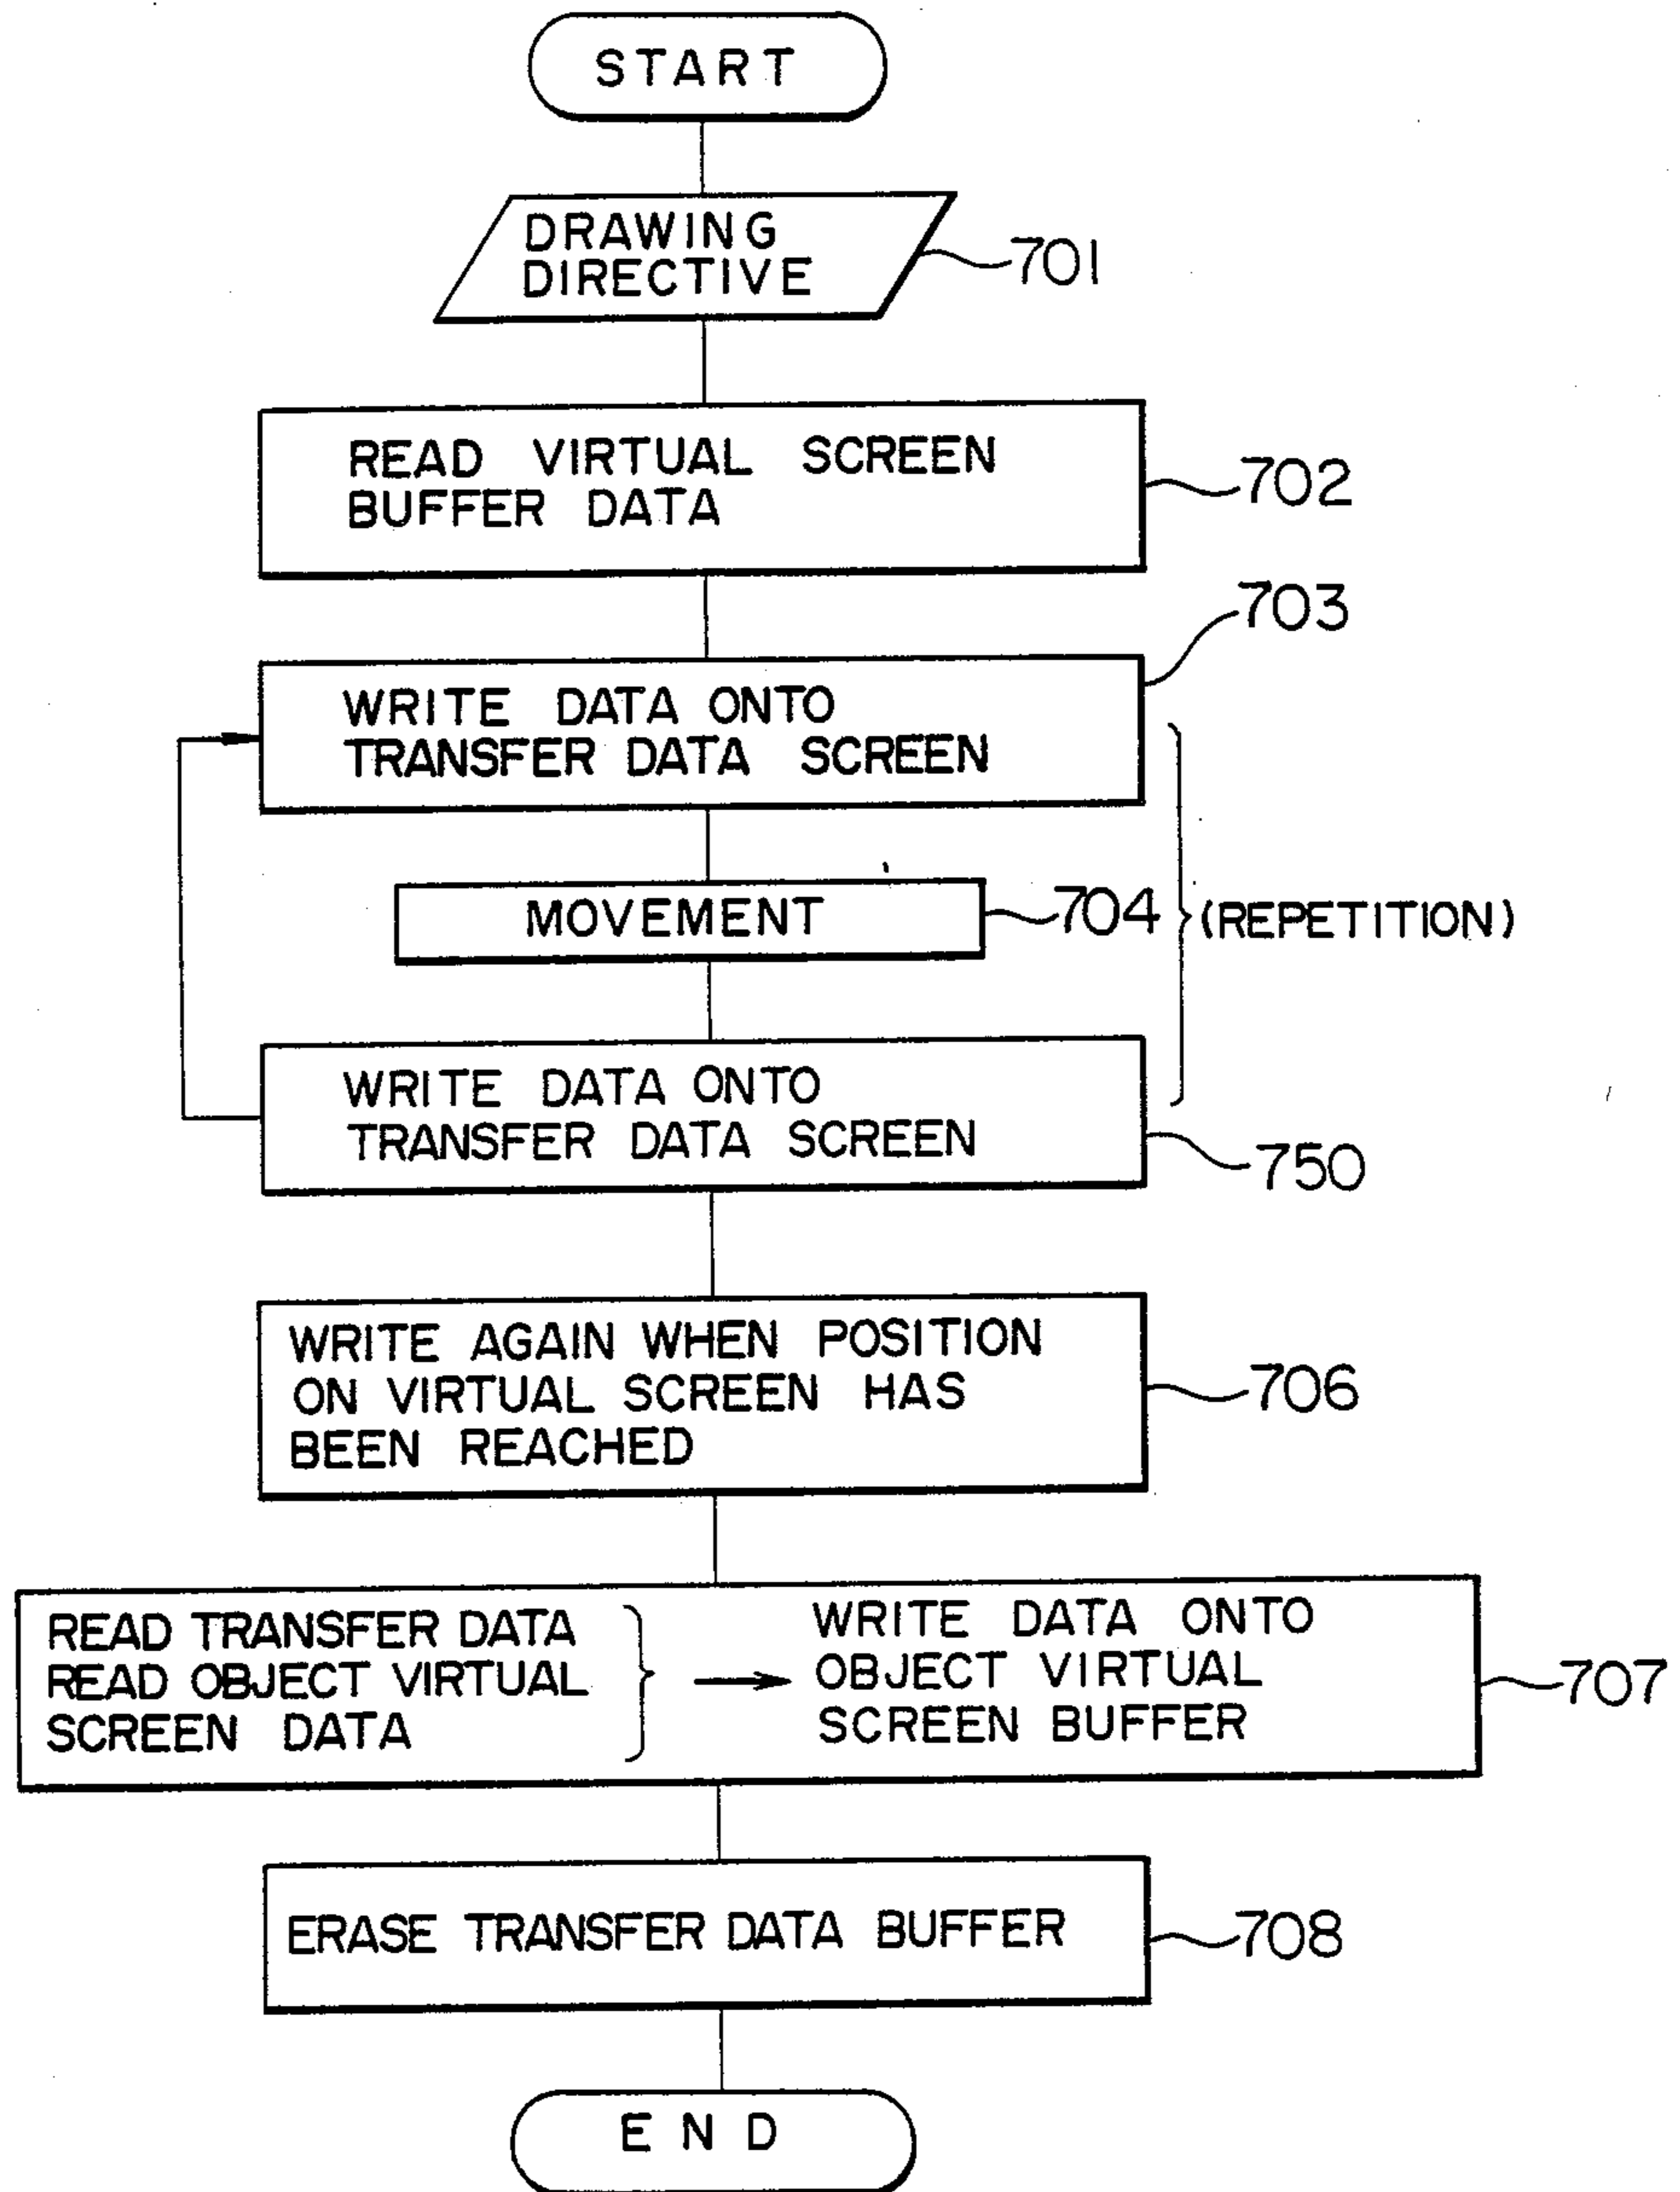 START
DRAWING
DIRECTIVE
701
READ VIRTUAL SCREEN
BUFFER DATA
702
703
WRITE DATA ONTO
TRANSFER DATA SCREEN
MOVEMENT
704
(REPETITION)
WRITE DATA ONTO
TRANSFER DATA SCREEN
750
WRITE AGAIN WHEN POSITION
ON VIRTUAL SCREEN HAS
BEEN REACHED
706
READ TRANSFER DATA
READ OBJECT VIRTUAL
SCREEN DATA
WRITE DATA ONTO
OBJECT VIRTUAL
SCREEN BUFFER
707
ERASE TRANSFER DATA BUFFER
708
END